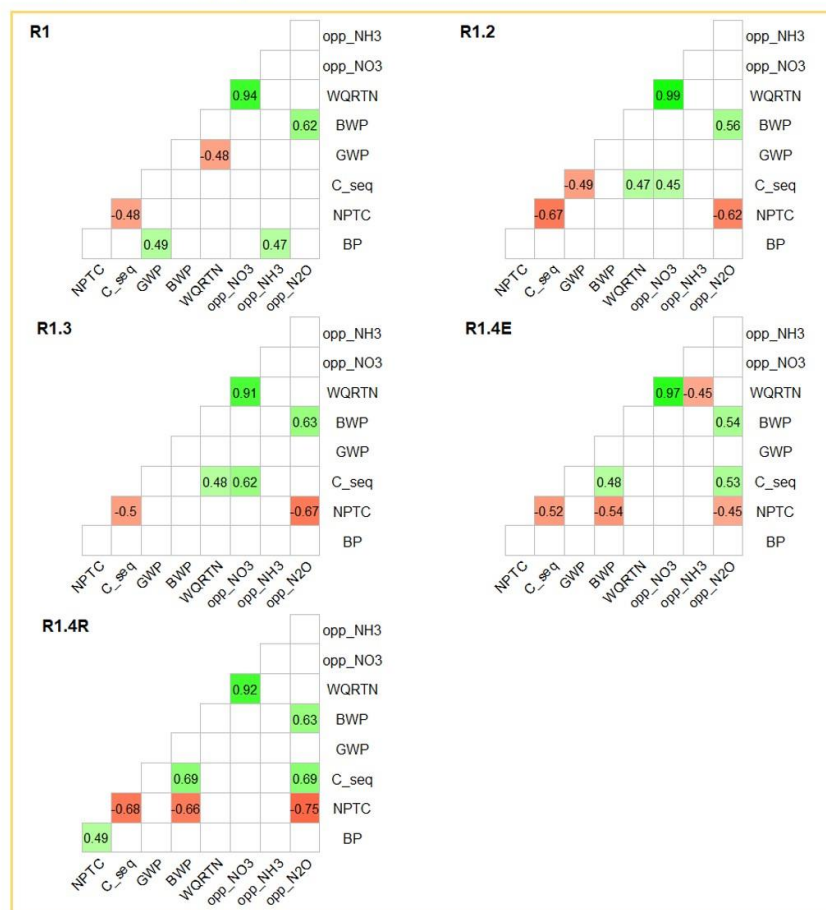 R1
opp_NH3
opp_NO3
0.94 WQRTN
0.62 BWP
-0.48 GWP
C_seq
-0.48 NPTC
0.49 0.47 BP
NPTC C_seq GWP BWP WQRTN opp_NO3 opp_NH3 opp_N2O
R1.2
opp_NH3
opp_NO3
0.99 WQRTN
0.56 BWP
GWP
-0.49 0.47 0.45 C_seq
-0.67 -0.62 NPTC
BP
NPTC C_seq GWP BWP WQRTN opp_NO3 opp_NH3 opp_N2O
R1.3
opp_NH3
opp_NO3
0.91 WQRTN
0.63 BWP
GWP
0.48 0.62 C_seq
-0.5 -0.67 NPTC
BP
NPTC C_seq GWP BWP WQRTN opp_NO3 opp_NH3 opp_N2O
R1.4E
opp_NH3
opp_NO3
0.97 -0.45 WQRTN
0.54 BWP
GWP
0.48 0.53 C_seq
-0.52 -0.54 -0.45 NPTC
BP
NPTC C_seq GWP BWP WQRTN opp_NO3 opp_NH3 opp_N2O
R1.4R
opp_NH3
opp_NO3
0.92 WQRTN
0.63 BWP
GWP
0.69 0.69 C_seq
-0.68 -0.66 -0.75 NPTC
0.49 BP
NPTC C_seq GWP BWP WQRTN opp_NO3 opp_NH3 opp_N2O